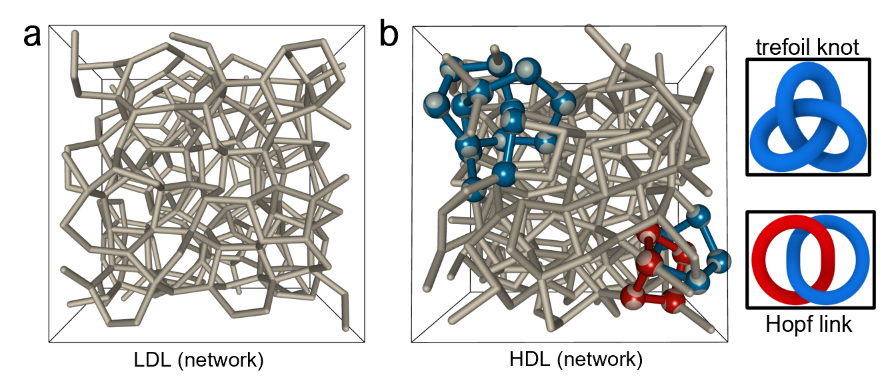 a
b
trefoil knot
Hopf link
LDL (network)
HDL (network)